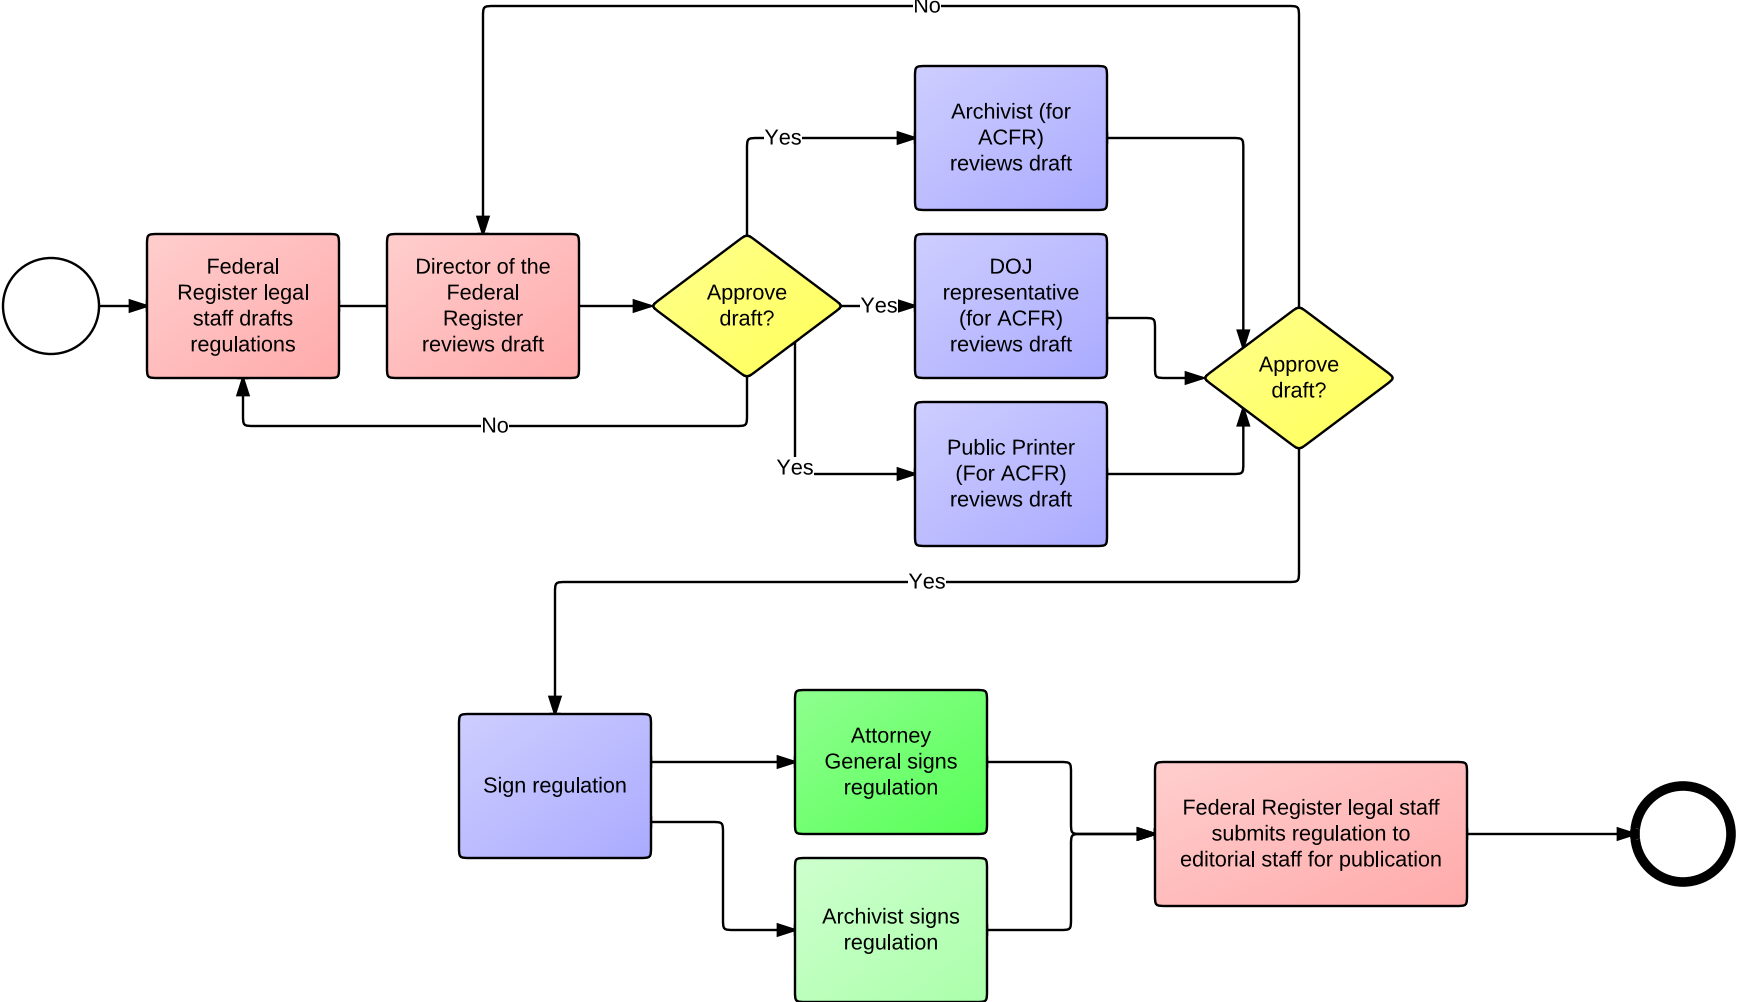 No
Archivist (for
ACFR)
reviews draft
Yes
Federal
Register legal
staff drafts
regulations
Director of the
Federal
Register
reviews draft
Approve
draft?
Yes
DOJ
representative
(for ACFR)
reviews draft
Approve
draft?
No
Yes
Public Printer
(For ACFR)
reviews draft
Yes
Sign regulation
Attorney
General signs
regulation
Archivist signs
regulation
Federal Register legal staff
submits regulation to
editorial staff for publication